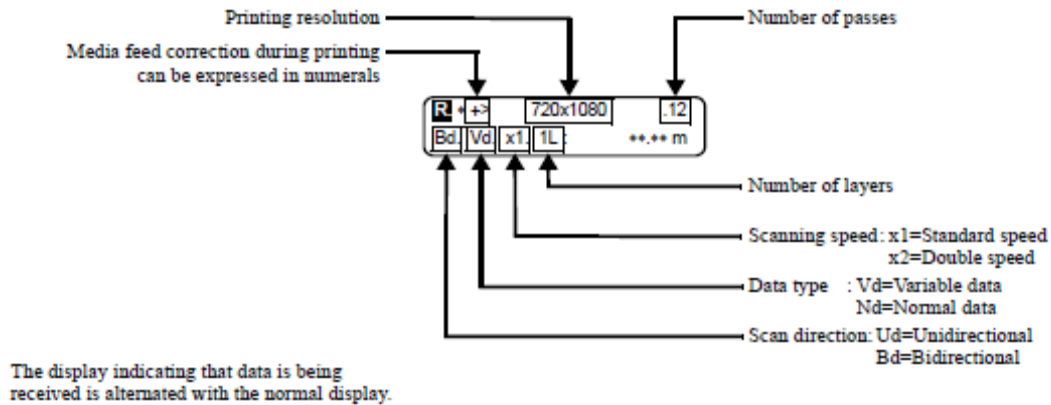 Printing resolution
Number of passes
Media feed correction during printing
can be expressed in numerals
R * +> 720x1080 .12
Bd. Vd. x1. 1L: **.** m
Number of layers
Scanning speed: x1=Standard speed
x2=Double speed
Data type : Vd=Variable data
Nd=Normal data
Scan direction: Ud=Unidirectional
Bd=Bidirectional
The display indicating that data is being
received is alternated with the normal display.